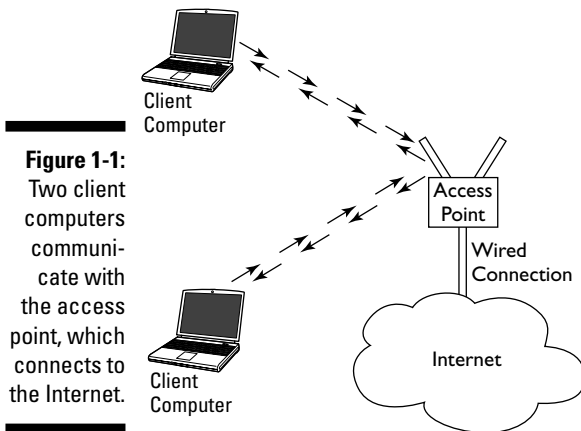 Client
Computer
Figure 1-1:
Two client
computers
communi-
cate with
the access
point, which
connects to
the Internet.
Access
Point
Wired
Connection
Internet
Client
Computer